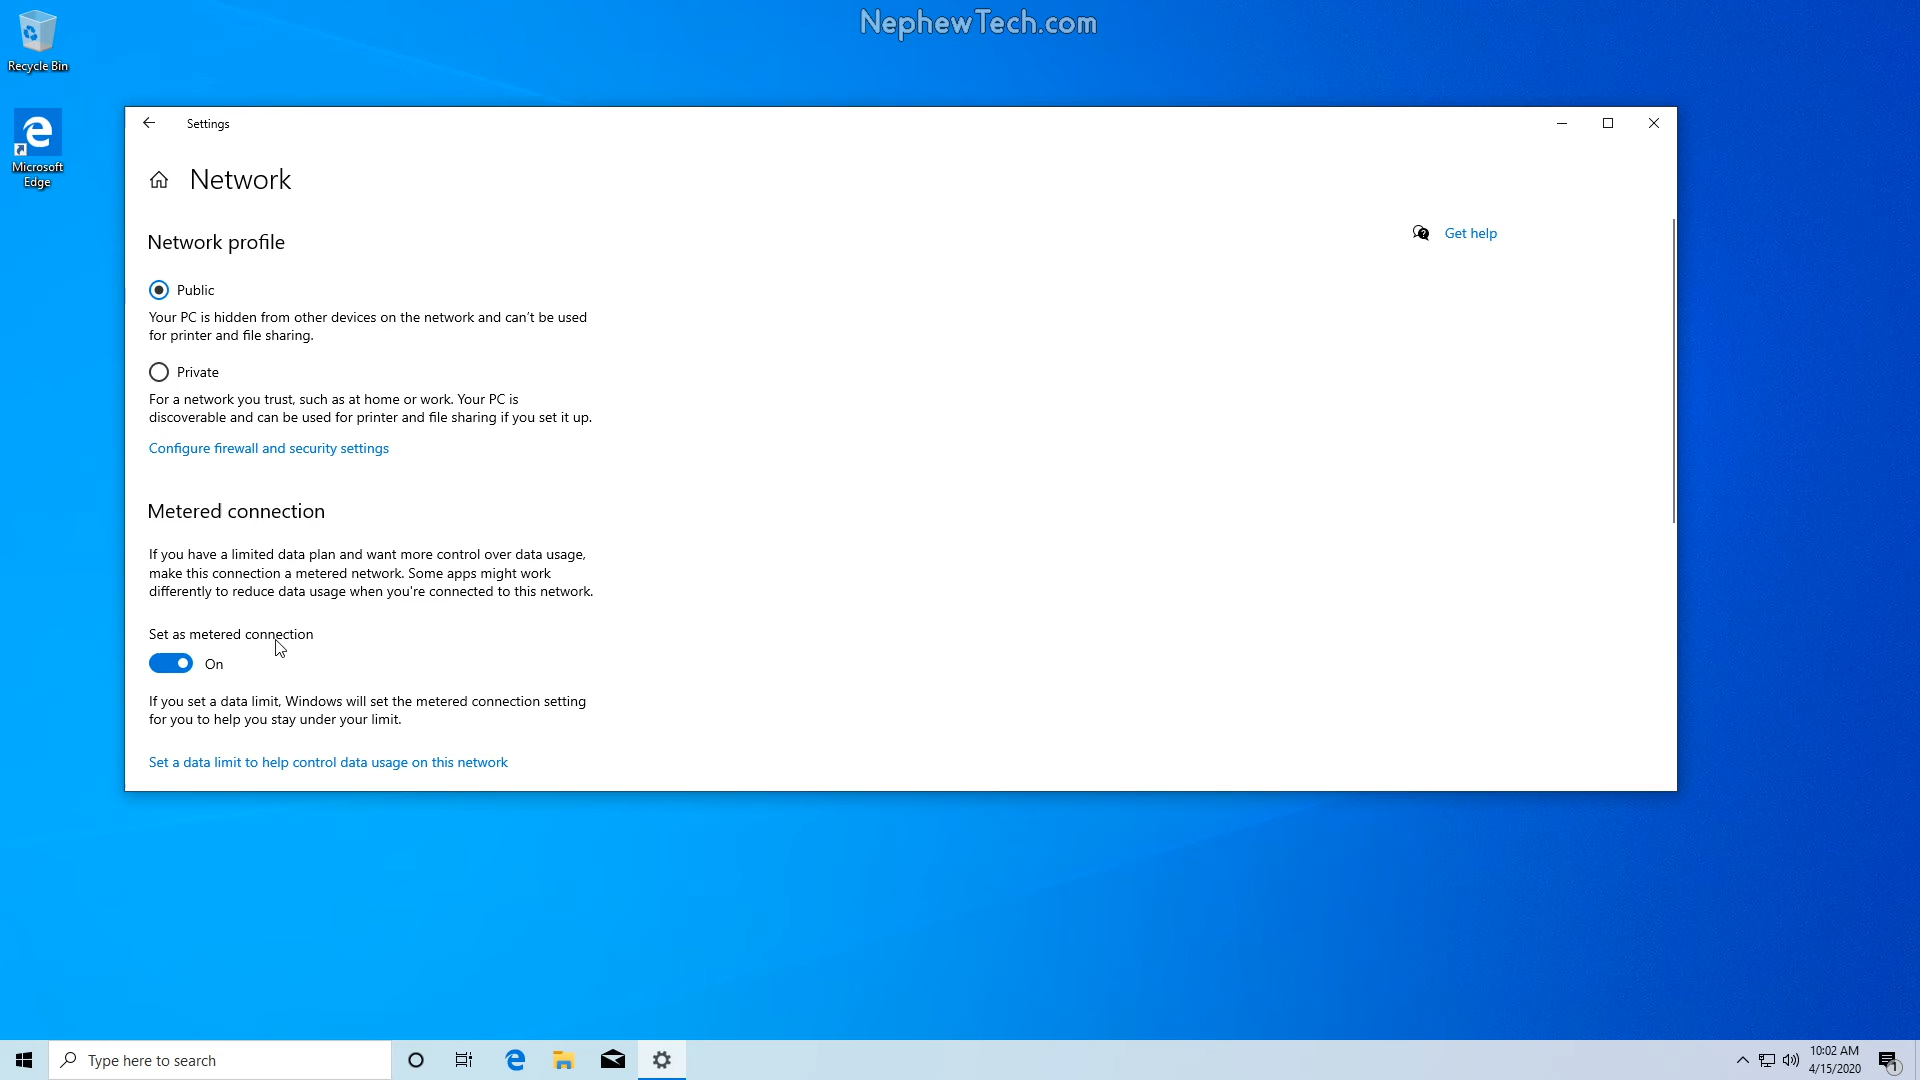 NephewTech.com
Recycle Bin
Microsoft
Edge
Settings
Network
Network profile
Get help
Public
Your PC is hidden from other devices on the network and can't be used
for printer and file sharing.
Private
For a network you trust, such as at home or work. Your PC is
discoverable and can be used for printer and file sharing if you set it up.
Configure firewall and security settings
Metered connection
If you have a limited data plan and want more control over data usage,
make this connection a metered network. Some apps might work
differently to reduce data usage when you're connected to this network.
Set as metered connection
On
If you set a data limit, Windows will set the metered connection setting
for you to help you stay under your limit.
Set a data limit to help control data usage on this network
Type here to search
10:02 AM
4/15/2020
1